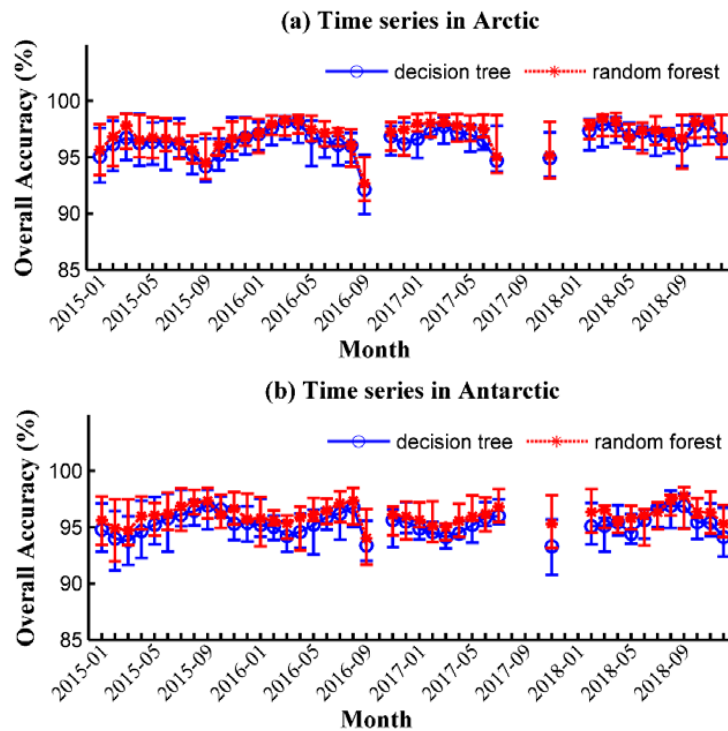 (a) Time series in Arctic
decision tree random forest
Overall Accuracy (%)
100
95
90
85
2015-01 2015-05 2015-09 2016-01 2016-05 2016-09 2017-01 2017-05 2017-09 2018-01 2018-05 2018-09
Month
(b) Time series in Antarctic
decision tree random forest
Overall Accuracy (%)
100
95
90
85
2015-01 2015-05 2015-09 2016-01 2016-05 2016-09 2017-01 2017-05 2017-09 2018-01 2018-05 2018-09
Month